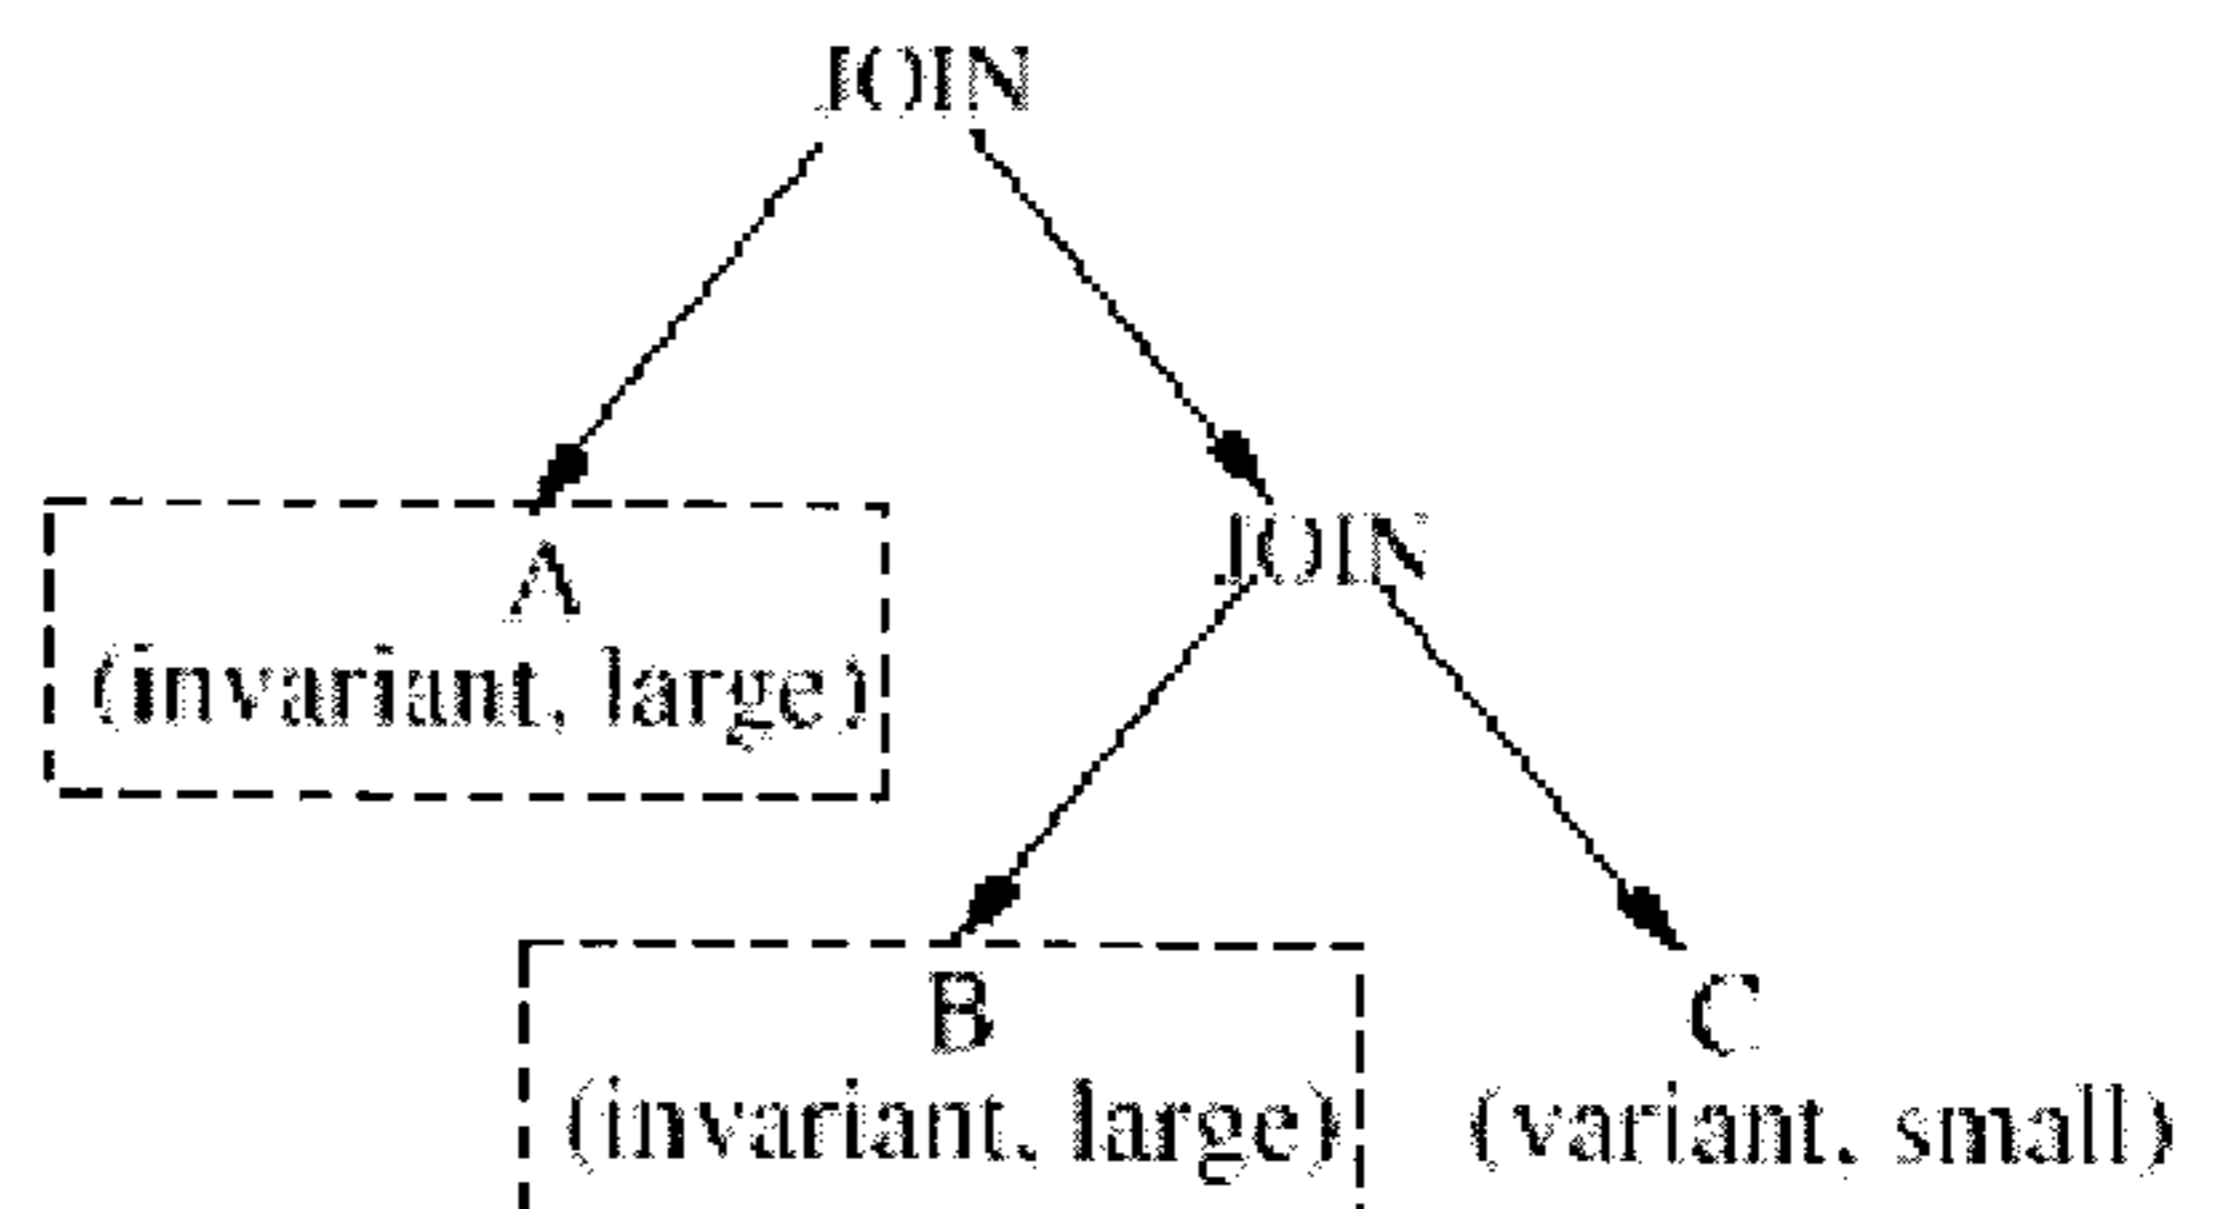 JOIN
A
(invariant, large)
JOIN
B
(invariant, large)
C
(variant, small)